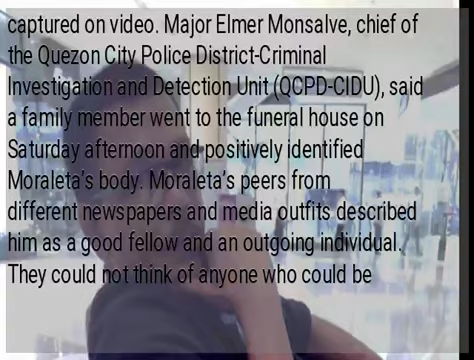 captured on video. Major Elmer Monsalve, chief of
the Quezon City Police District-Criminal
Investigation and Detection Unit (QCPD-CIDU), said
a family member went to the funeral house on
Saturday afternoon and positively identified
Moraleta's body. Moraleta's peers from
different newspapers and media outfits described
him as a good fellow and an outgoing individual.
They could not think of anyone who could be